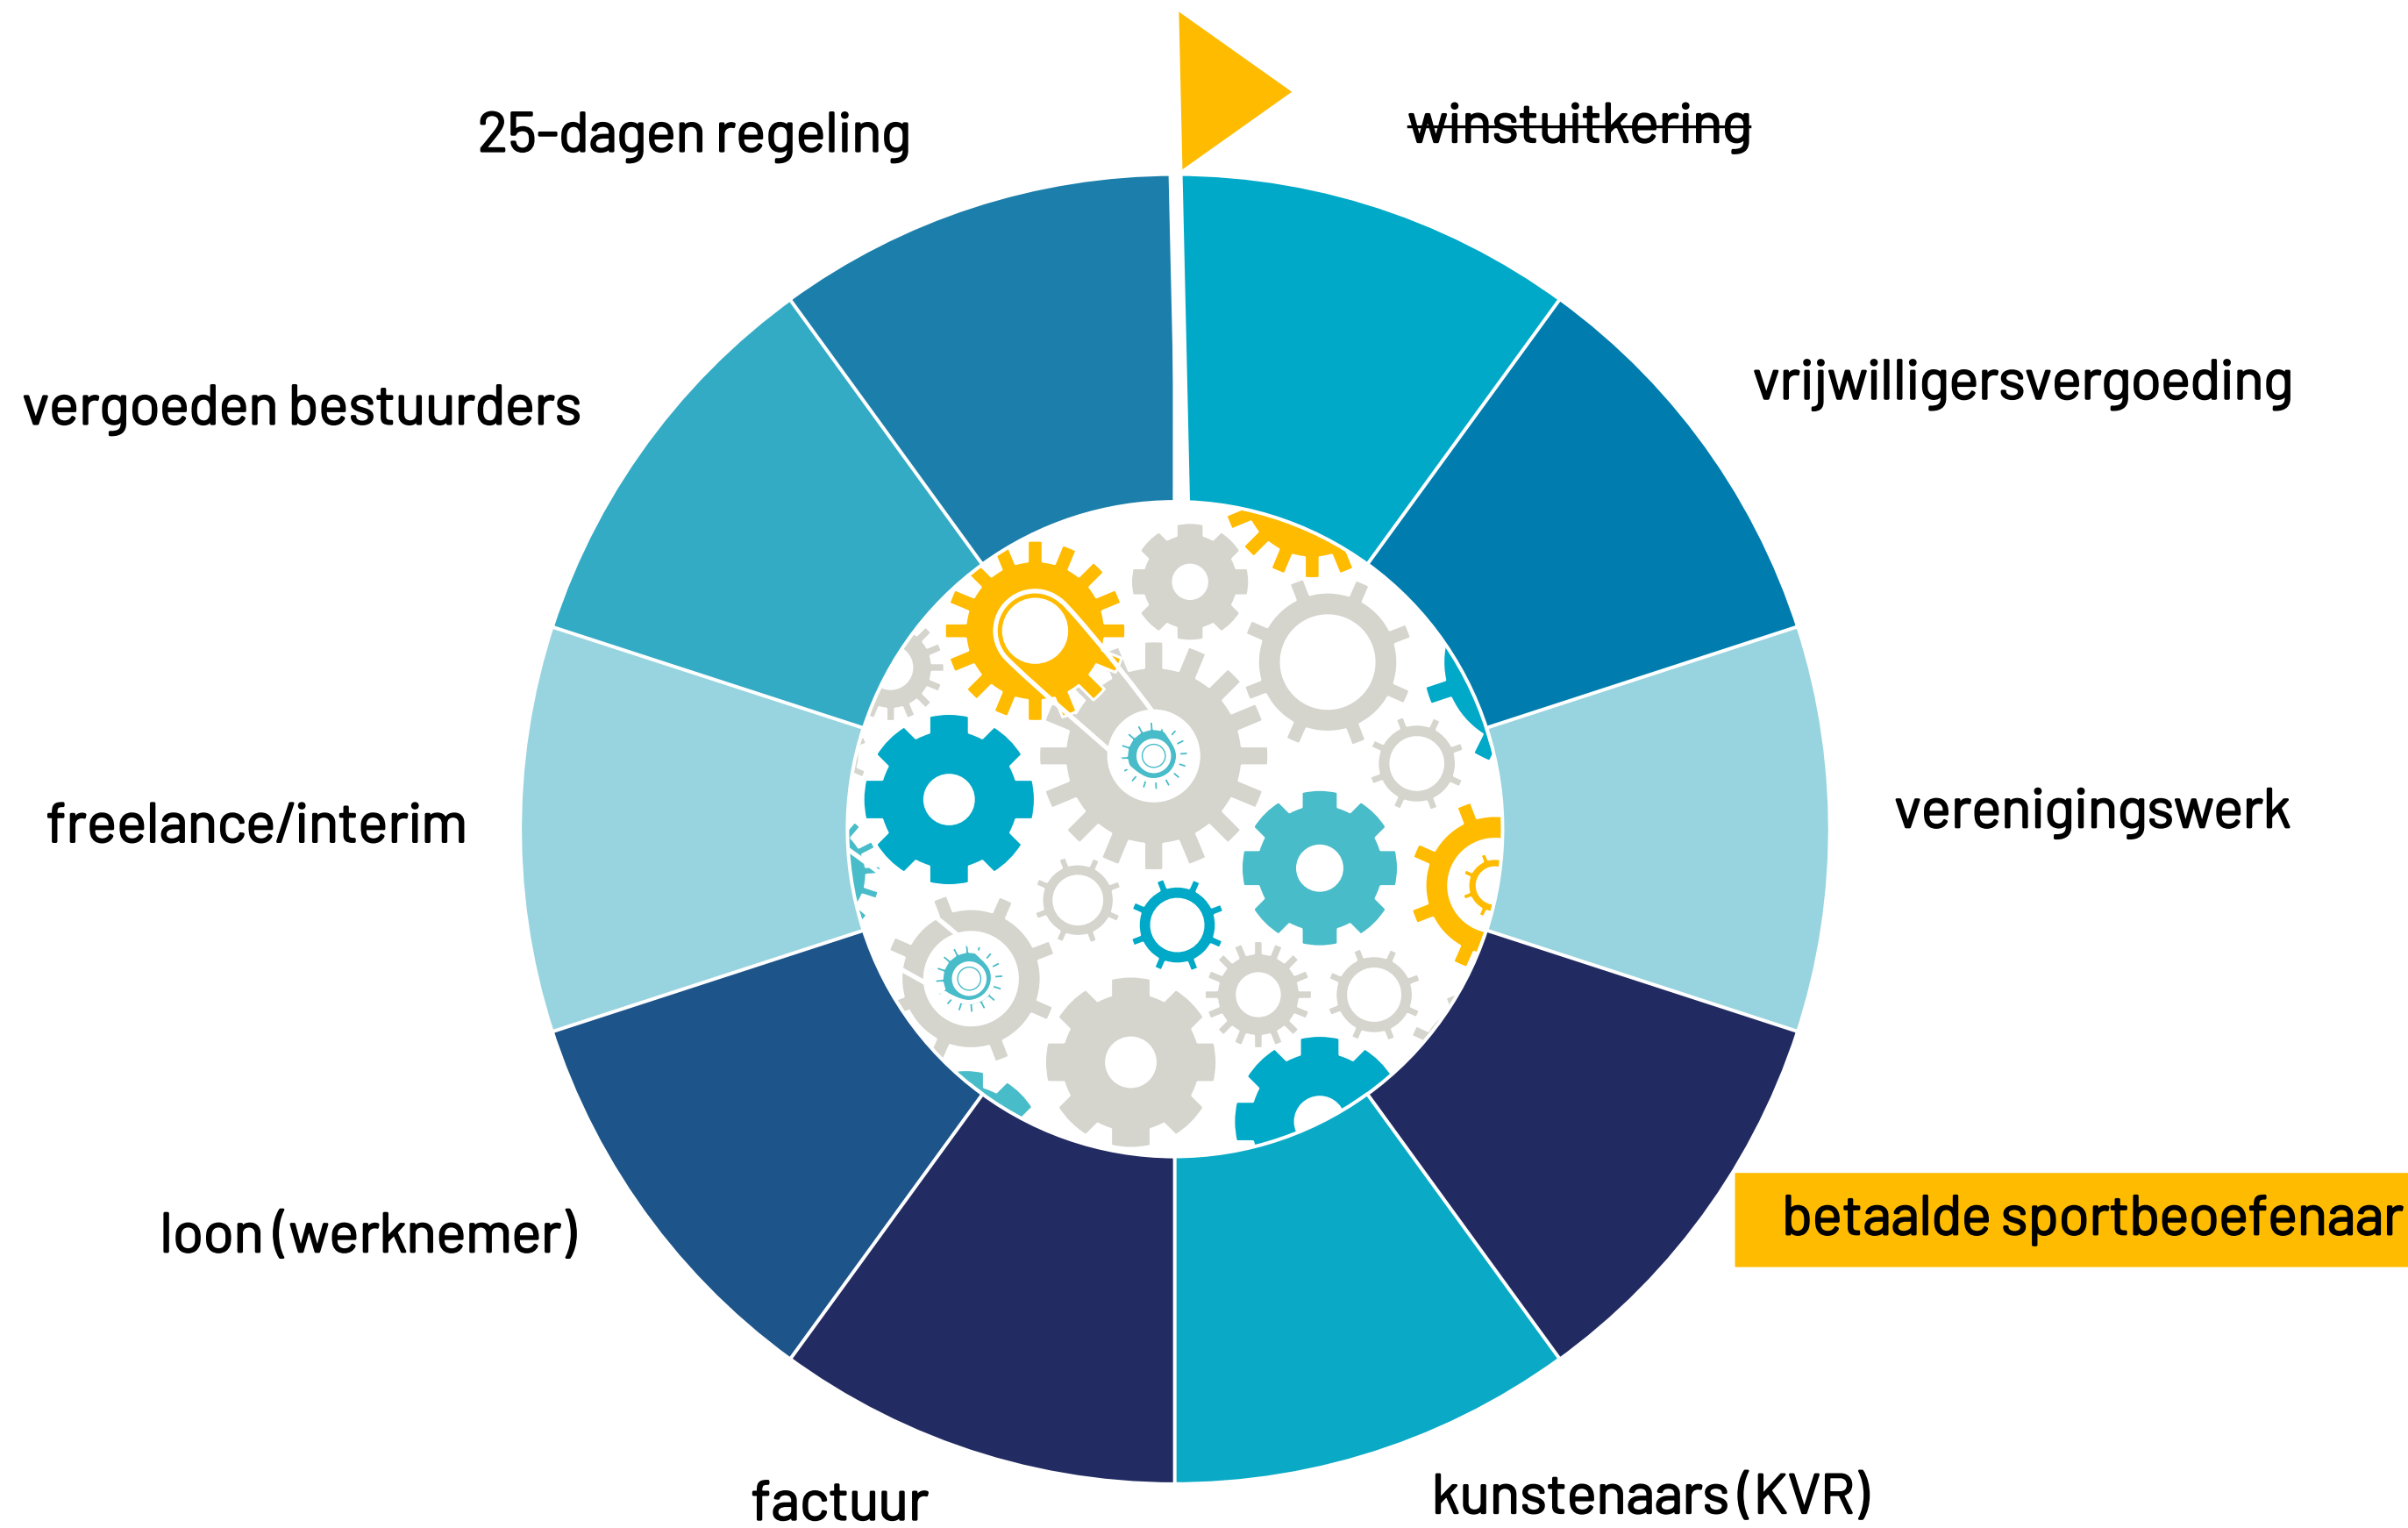 25-dagen regeling
winstuitkering
vergoeden bestuurders
vrijwilligersvergoeding
freelance/interim
verenigingswerk
loon (werknemer)
betaalde sportbeoefenaar
factuur
kunstenaars (KVR)